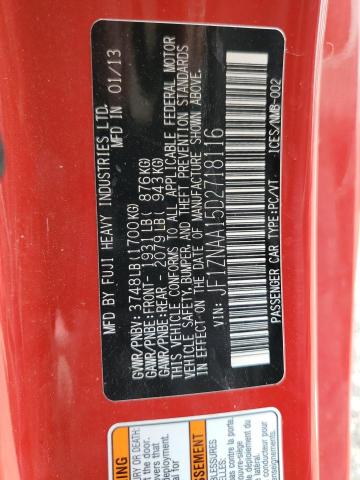 MFD BY FUJI HEAVY INDUSTRIES LTD.
MFD IN 01/13
GVWR/PNBV: 3748LB(1700KG)
GAWR/PNBE:FRONT- 1931LB( 876KG)
GAWR/PNBE:REAR- 2079LB( 943KG)
THIS VEHICLE CONFORMS TO ALL APPLICABLE FEDERAL MOTOR
VEHICLE SAFETY,BUMPER, AND THEFT PREVENTION STANDARDS
IN EFFECT ON THE DATE OF MANUFACTURE SHOWN ABOVE.
VIN: JF1ZNAA15D2718116
PASSENGER CAR TYPE:PC/VT ICES/NMB-002
WARNING
AVERTI
BLESSURES